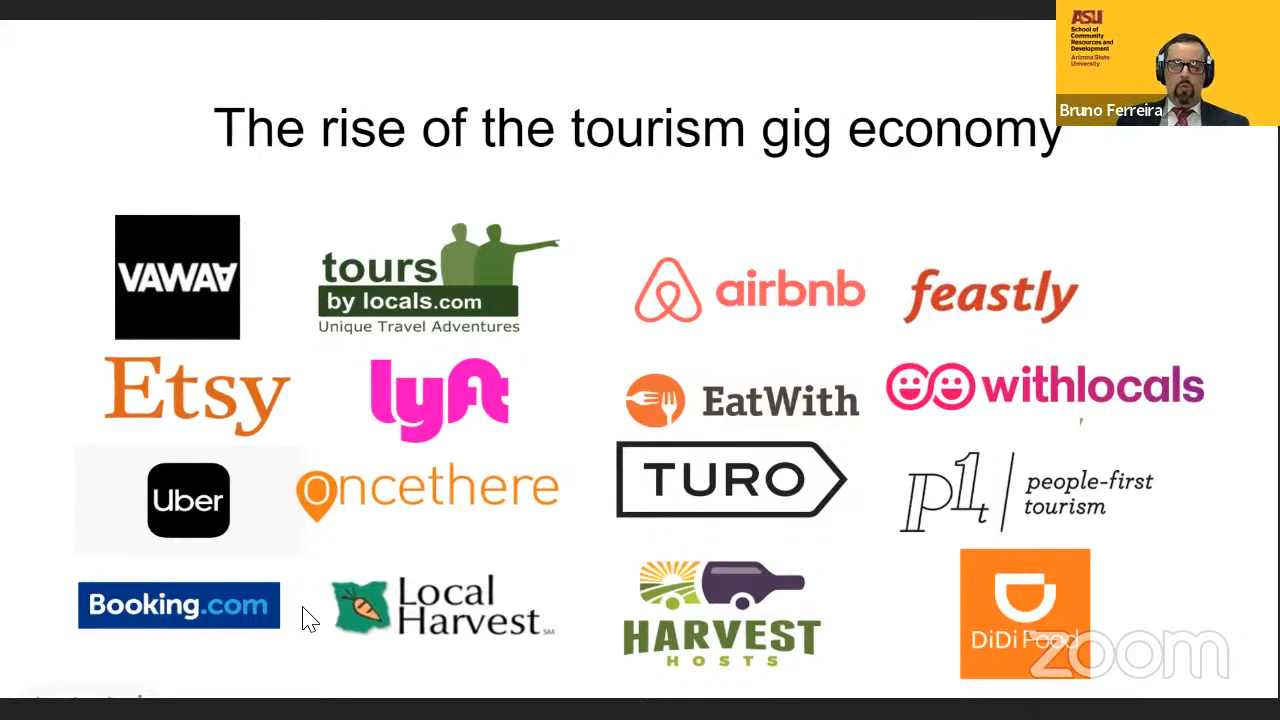 ASU
School of
Community
Resources and
Development
Arizona State
University
Bruno Ferreira
The rise of the tourism gig economy
VAWAA
tours
by locals.com
Unique Travel Adventures
airbnb
feastly
Etsy
lyft
EatWith
withlocals
Uber
oncethere
TURO
p1t
people-first
tourism
Booking.com
Local
Harvest SM
HARVEST
HOSTS
DiDi Food
zoom